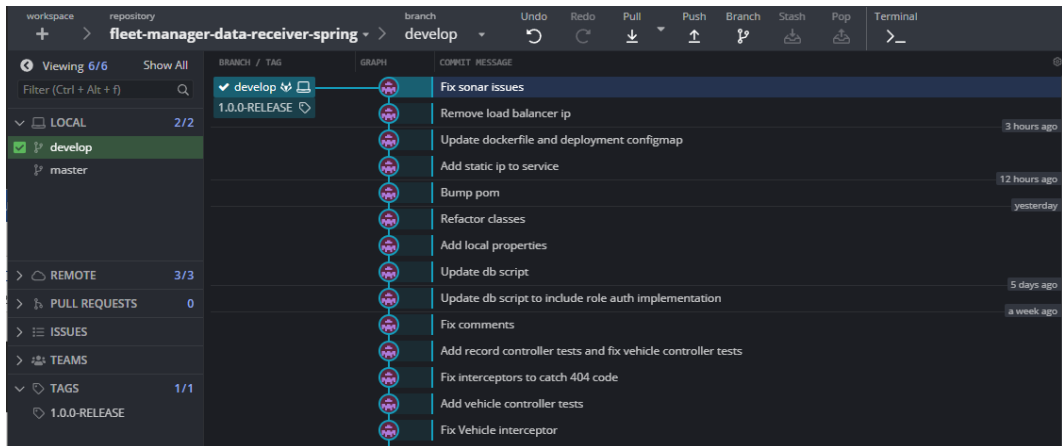 workspace repository branch Undo Redo Pull Push Branch Stash Pop Terminal
fleet-manager-data-receiver-spring develop
Viewing 6/6 Show All BRANCH / TAG GRAPH COMMIT MESSAGE
Filter (Ctrl + Alt + f) develop Fix sonar issues
1.0.0-RELEASE Remove load balancer ip
LOCAL 2/2 3 hours ago
Update dockerfile and deployment configmap
develop
master Add static ip to service
12 hours ago
Bump pom
yesterday
Refactor classes
Add local properties
REMOTE 3/3 Update db script
5 days ago
PULL REQUESTS 0 Update db script to include role auth implementation
a week ago
ISSUES Fix comments
TEAMS Add record controller tests and fix vehicle controller tests
Fix interceptors to catch 404 code
TAGS 1/1
1.0.0-RELEASE Add vehicle controller tests
Fix Vehicle interceptor